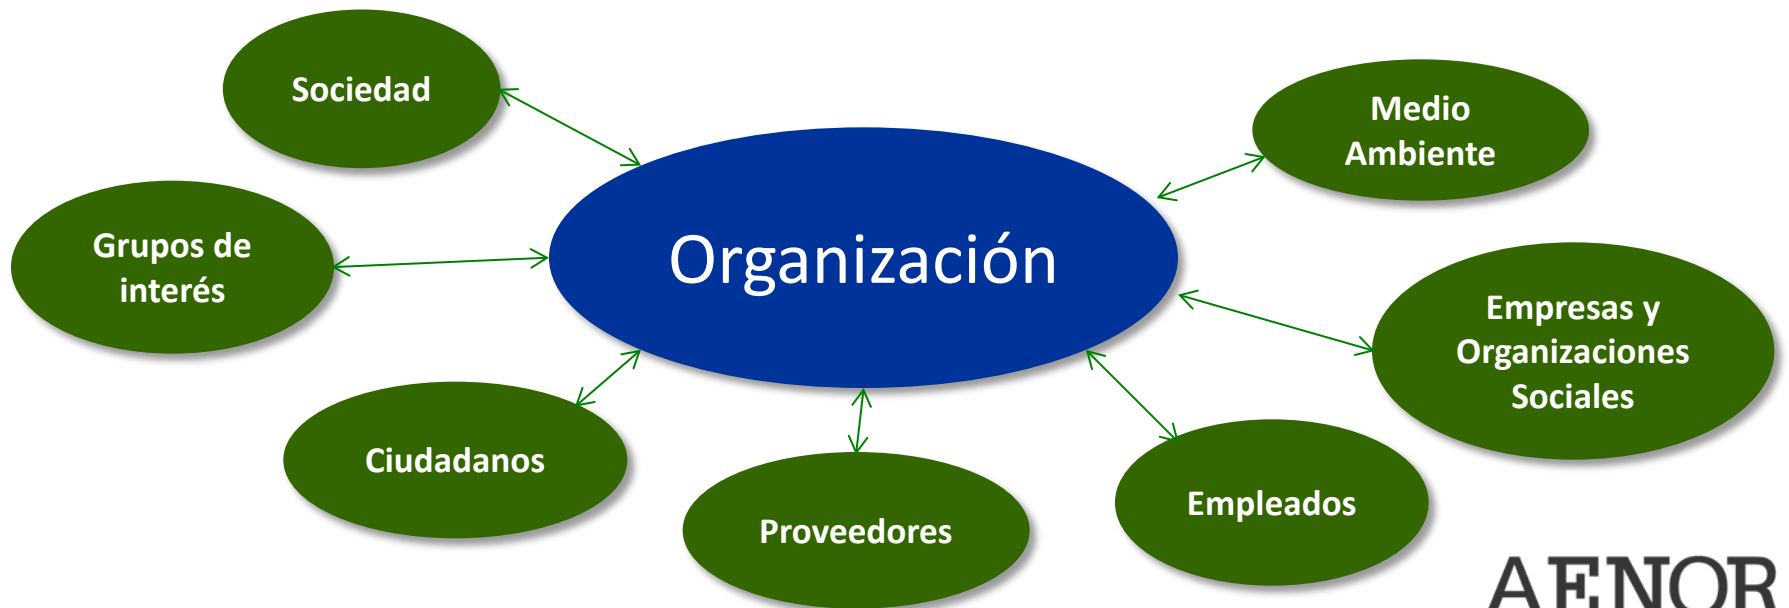 Sociedad
Medio
Ambiente
Grupos de
interés
Organización
Empresas y
Organizaciones
Sociales
Ciudadanos
Proveedores
Empleados
AENOR